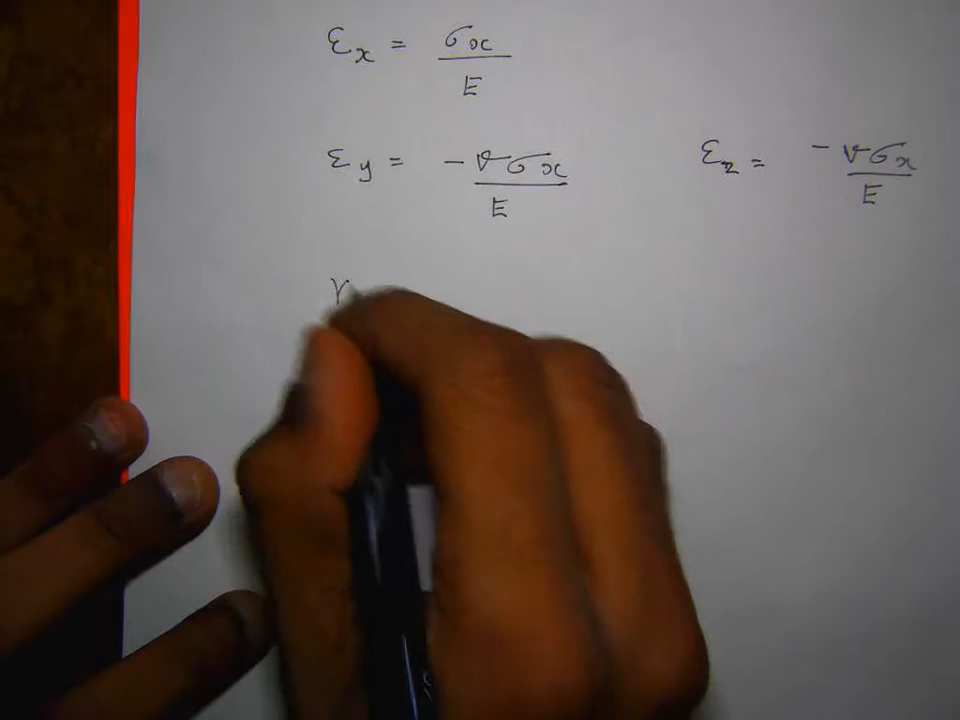 εx = σx / E
εy = - νσx / E    εz = - νσx / E
γ